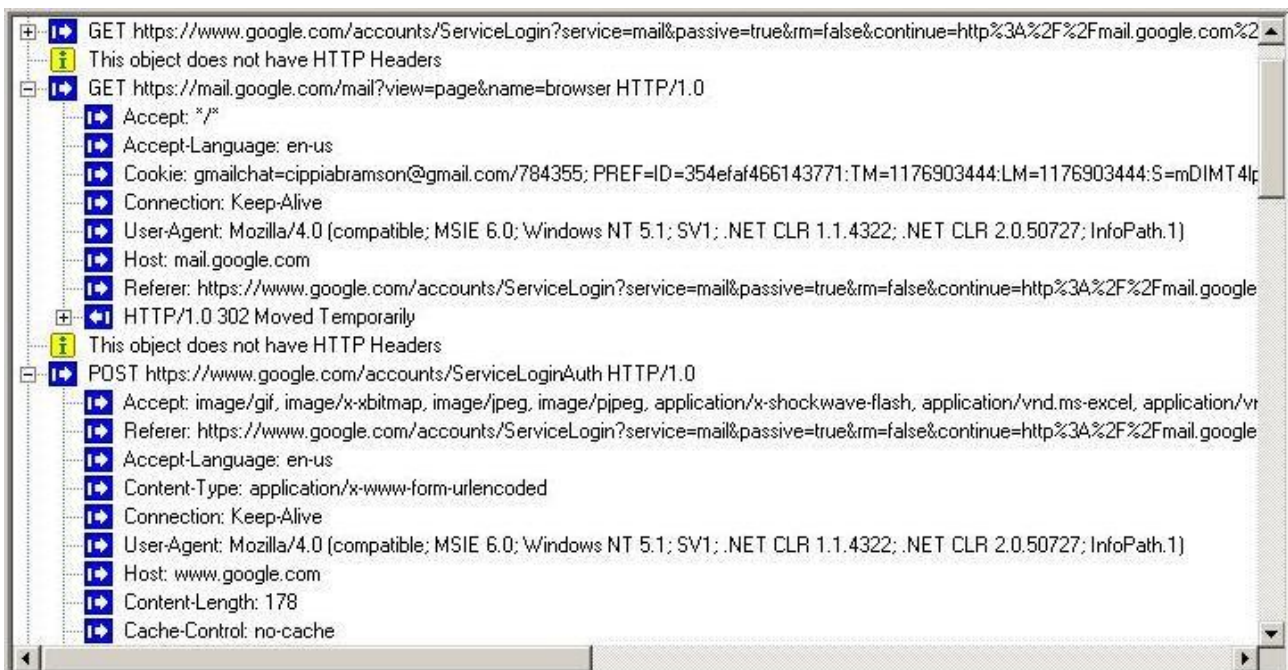 GET https://www.google.com/accounts/ServiceLogin?service=mail&passive=true&rm=false&continue=http%3A%2F%2Fmail.google.com%2
This object does not have HTTP Headers
GET https://mail.google.com/mail?view=page&name=browser HTTP/1.0
Accept: */*
Accept-Language: en-us
Cookie: gmailchat=cippiabramson@gmail.com/784355; PREF=ID=354efaf466143771:TM=1176903444:LM=1176903444:S=mDIMT4lp
Connection: Keep-Alive
User-Agent: Mozilla/4.0 (compatible; MSIE 6.0; Windows NT 5.1; SV1; .NET CLR 1.1.4322; .NET CLR 2.0.50727; InfoPath.1)
Host: mail.google.com
Referer: https://www.google.com/accounts/ServiceLogin?service=mail&passive=true&rm=false&continue=http%3A%2F%2Fmail.google
HTTP/1.0 302 Moved Temporarily
This object does not have HTTP Headers
POST https://www.google.com/accounts/ServiceLoginAuth HTTP/1.0
Accept: image/gif, image/x-xbitmap, image/jpeg, image/pjpeg, application/x-shockwave-flash, application/vnd.ms-excel, application/vr
Referer: https://www.google.com/accounts/ServiceLogin?service=mail&passive=true&rm=false&continue=http%3A%2F%2Fmail.google
Accept-Language: en-us
Content-Type: application/x-www-form-urlencoded
Connection: Keep-Alive
User-Agent: Mozilla/4.0 (compatible; MSIE 6.0; Windows NT 5.1; SV1; .NET CLR 1.1.4322; .NET CLR 2.0.50727; InfoPath.1)
Host: www.google.com
Content-Length: 178
Cache-Control: no-cache